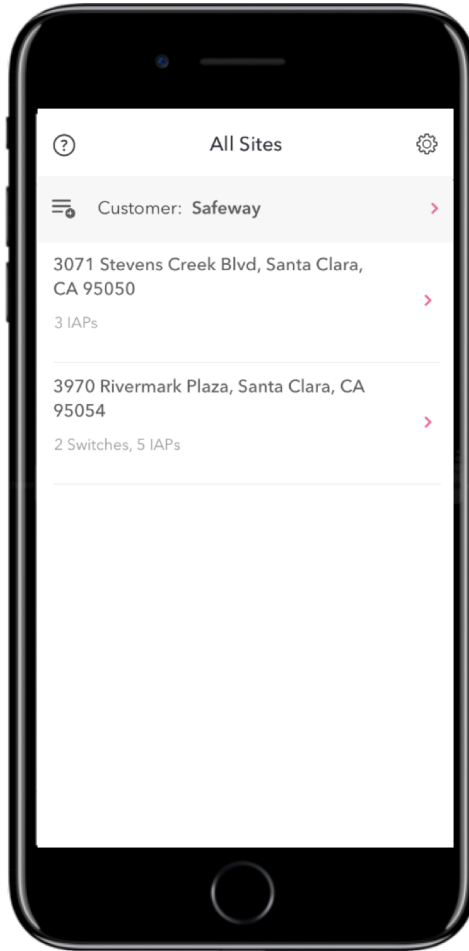 All Sites
Customer: Safeway
3071 Stevens Creek Blvd, Santa Clara,
CA 95050
3 IAPs
3970 Rivermark Plaza, Santa Clara, CA
95054
2 Switches, 5 IAPs